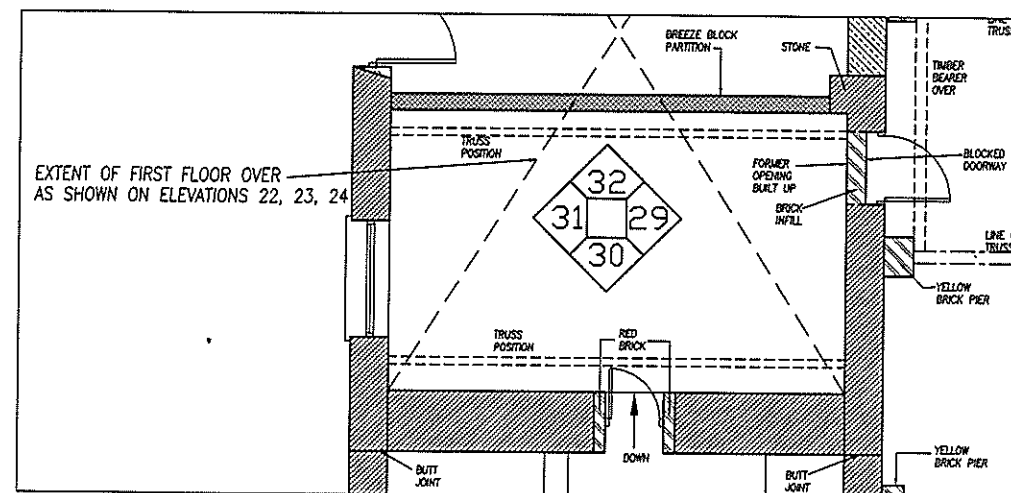 BREEZE BLOCK
PARTITION
STONE
TRUSS
TIMBER
BEARER
OVER
EXTENT OF FIRST FLOOR OVER
AS SHOWN ON ELEVATIONS 22, 23, 24
TRUSS
POSITION
FORMER
OPENING
BUILT UP
BLOCKED
DOORWAY
BRICK
INFILL
32
31
29
30
LINE
TRUSS
YELLOW
BRICK PIER
TRUSS
POSITION
RED
BRICK
BUTT
JOINT
DOWN
BUTT
JOINT
YELLOW
BRICK PIER